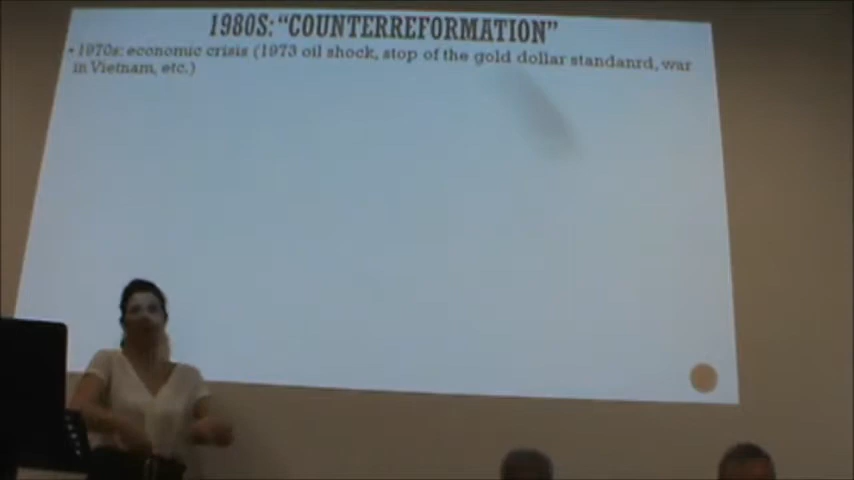 1980S: “COUNTERREFORMATION”
• 1970s: economic crisis (1973 oil shock, stop of the gold dollar standanrd, war
in Vietnam, etc.)